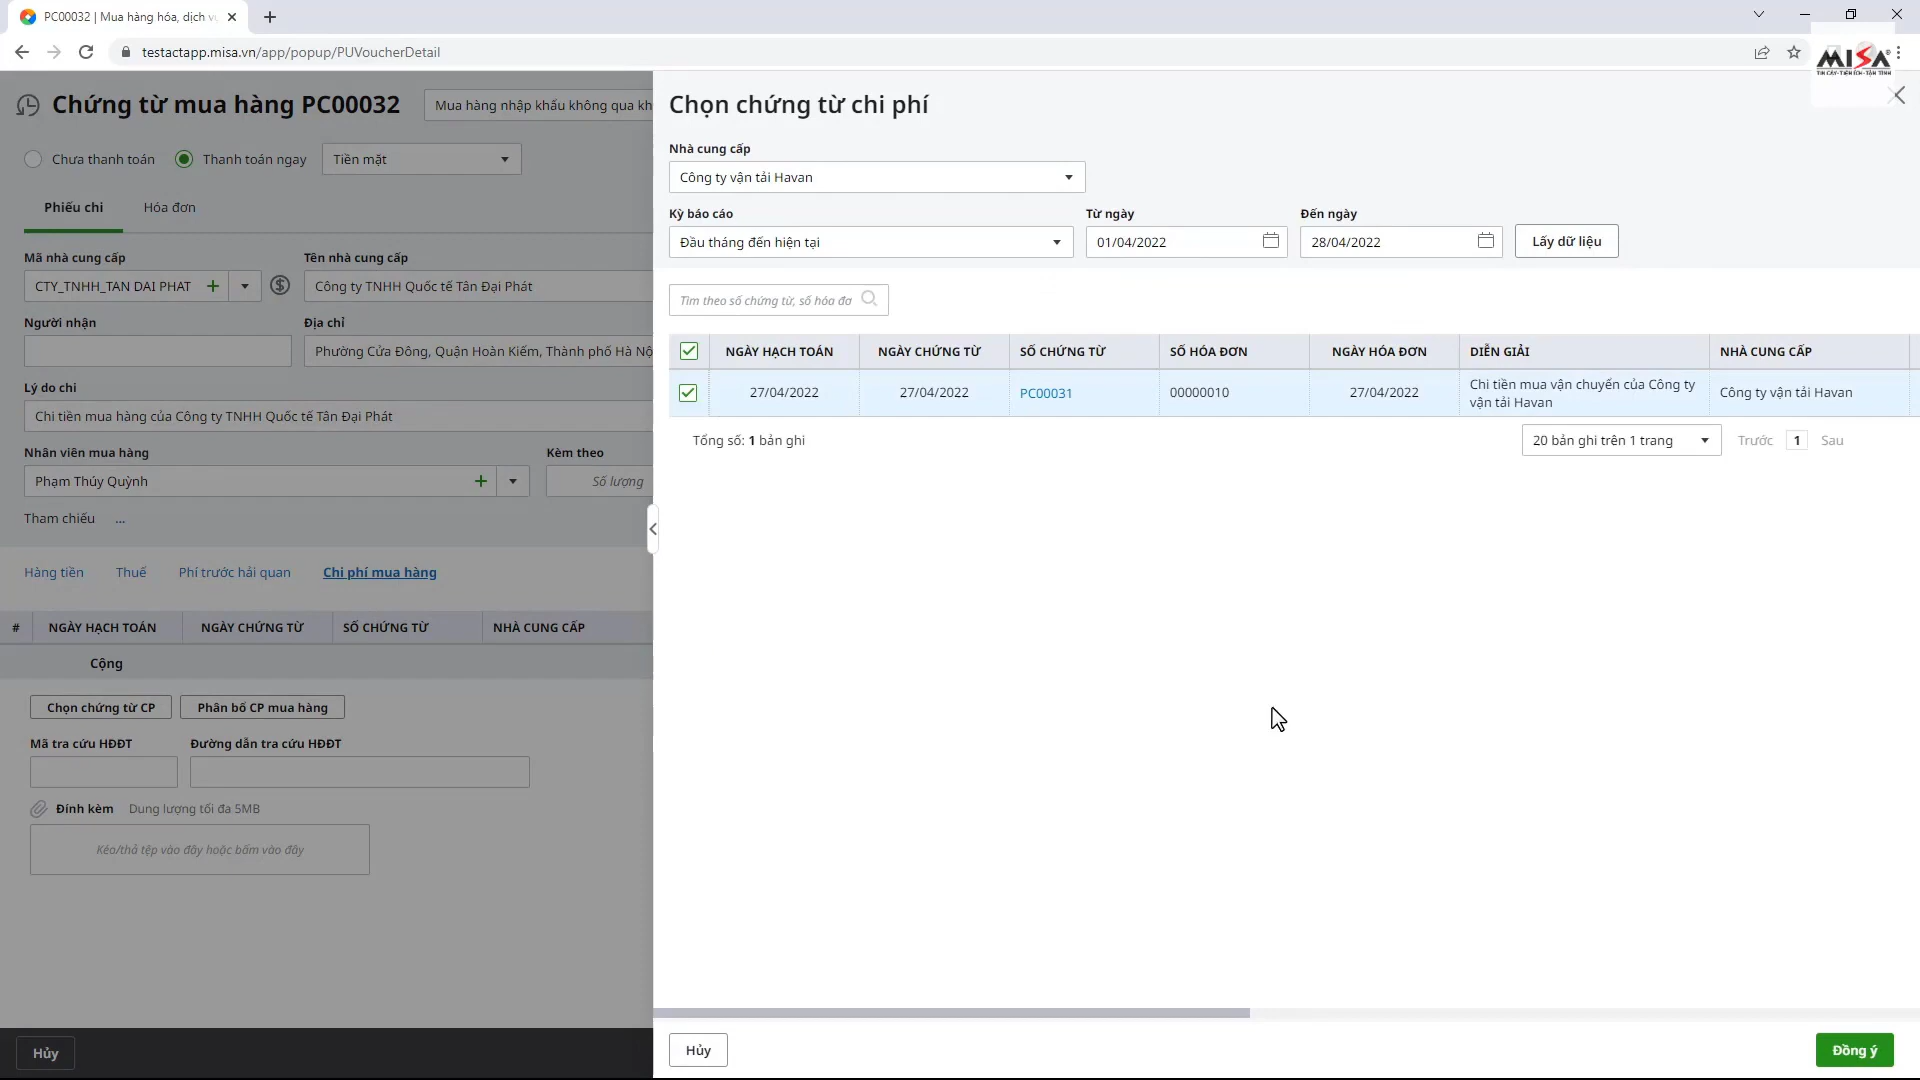 PC00032 | Mua hàng hóa, dịch vụ
testactapp.misa.vn/app/popup/PUVoucherDetail
MISA
TIN CẬY-TIỆN ÍCH-TẬN TÌNH
Chứng từ mua hàng PC00032
Mua hàng nhập khẩu không qua kh
Chưa thanh toán
Thanh toán ngay
Tiền mặt
Phiếu chi
Hóa đơn
Mã nhà cung cấp
Tên nhà cung cấp
CTY_TNHH_TAN DAI PHAT
Công ty TNHH Quốc tế Tân Đại Phát
Người nhận
Địa chỉ
Phường Cửa Đông, Quận Hoàn Kiếm, Thành phố Hà Nộ
Lý do chi
Chi tiền mua hàng của Công ty TNHH Quốc tế Tân Đại Phát
Nhân viên mua hàng
Kèm theo
Phạm Thúy Quỳnh
Số lượng
Tham chiếu ...
Hàng tiền
Thuế
Phí trước hải quan
Chi phí mua hàng
# NGÀY HẠCH TOÁN NGÀY CHỨNG TỪ SỐ CHỨNG TỪ NHÀ CUNG CẤP
Cộng
Chọn chứng từ CP
Phân bổ CP mua hàng
Mã tra cứu HĐĐT
Đường dẫn tra cứu HĐĐT
Đính kèm Dung lượng tối đa 5MB
Kéo/thả tệp vào đây hoặc bấm vào đây
Hủy
Chọn chứng từ chi phí
Nhà cung cấp
Công ty vận tải Havan
Kỳ báo cáo
Từ ngày
Đến ngày
Đầu tháng đến hiện tại
01/04/2022
28/04/2022
Lấy dữ liệu
Tìm theo số chứng từ, số hóa đơ
NGÀY HẠCH TOÁN NGÀY CHỨNG TỪ SỐ CHỨNG TỪ SỐ HÓA ĐƠN NGÀY HÓA ĐƠN DIỄN GIẢI NHÀ CUNG CẤP
27/04/2022 27/04/2022 PC00031 00000010 27/04/2022 Chi tiền mua vận chuyển của Công ty
vận tải Havan
Công ty vận tải Havan
Tổng số: 1 bản ghi
20 bản ghi trên 1 trang
Trước 1 Sau
Hủy
Đồng ý